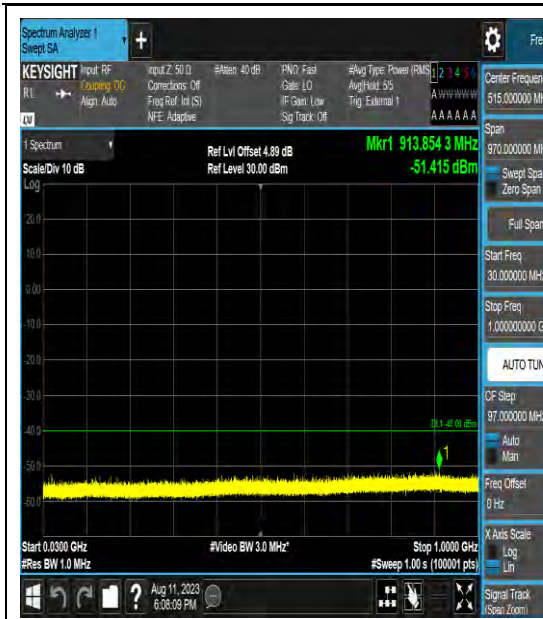 Spectrum Analyzer 1
Swept SA
+
Fre
KEYSIGHT
R L
Input: RF
Coupling: DC
Align: Auto
Input Z: 50 Ω
Corrections: Off
Freq Ref: Int (S)
NFE: Adaptive
#Atten: 40 dB
PNO: Fast
Gate: LO
IF Gain: Low
Sig Track: Off
#Avg Type: Power (RMS
Avg|Hold: 5/5
Trig: External 1
1 2 3 4 5 6
A W W W W W
A A A A A A
1 Spectrum
Scale/Div 10 dB
Ref Lvl Offset 4.89 dB
Ref Level 30.00 dBm
Mkr1 913.854 3 MHz
-51.415 dBm
Log
20.0
10.0
0.00
-10.0
-20.0
-30.0
-40.0
-50.0
-60.0
DL1 -40.00 dBm
1
Start 0.0300 GHz
#Res BW 1.0 MHz
#Video BW 3.0 MHz*
Stop 1.0000 GHz
#Sweep 1.00 s (100001 pts)
Center Frequen
515.000000 MH
Span
970.000000 MH
Swept Spa
Zero Span
Full Span
Start Freq
30.000000 MHz
Stop Freq
1.000000000 G
AUTO TUN
CF Step
97.000000 MHz
Auto
Man
Freq Offset
0 Hz
X Axis Scale
Log
Lin
Signal Track
(Span Zoom)
?
Aug 11, 2023
6:08:09 PM